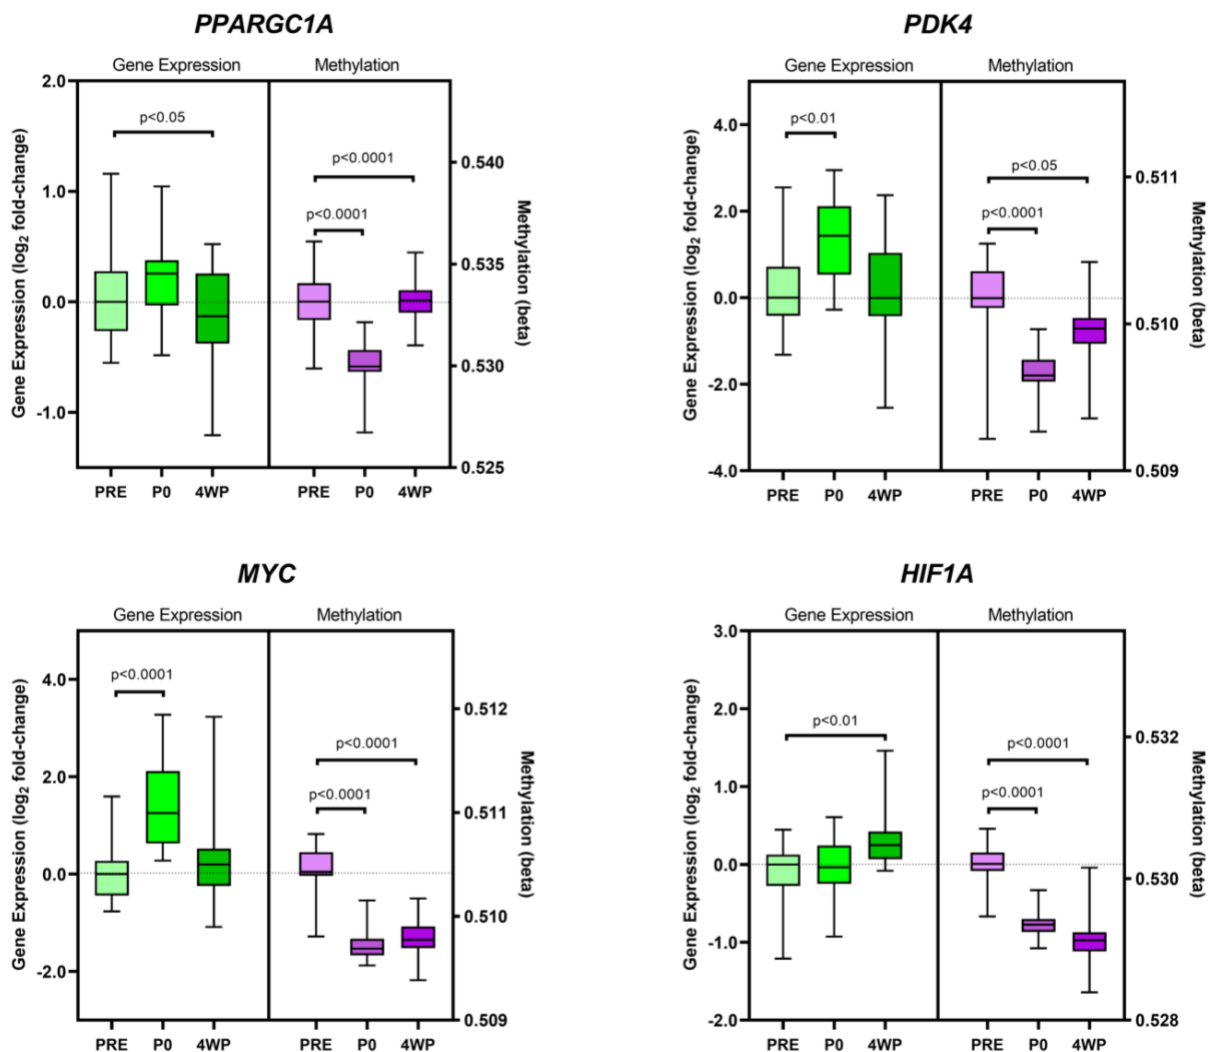 PPARGC1A
Gene Expression Methylation
2.0
1.0
0.0
-1.0
Gene Expression (log2 fold-change)
p<0.05
p<0.0001
p<0.0001
0.540
0.535
0.530
0.525
Methylation (beta)
PRE P0 4WP PRE P0 4WP
PDK4
Gene Expression Methylation
4.0
2.0
0.0
-2.0
-4.0
Gene Expression (log2 fold-change)
p<0.01
p<0.05
p<0.0001
0.511
0.510
0.509
Methylation (beta)
PRE P0 4WP PRE P0 4WP
MYC
Gene Expression Methylation
4.0
2.0
0.0
-2.0
Gene Expression (log2 fold-change)
p<0.0001
p<0.0001
p<0.0001
0.512
0.511
0.510
0.509
Methylation (beta)
PRE P0 4WP PRE P0 4WP
HIF1A
Gene Expression Methylation
3.0
2.0
1.0
0.0
-1.0
-2.0
Gene Expression (log2 fold-change)
p<0.01
p<0.0001
p<0.0001
0.532
0.530
0.528
Methylation (beta)
PRE P0 4WP PRE P0 4WP